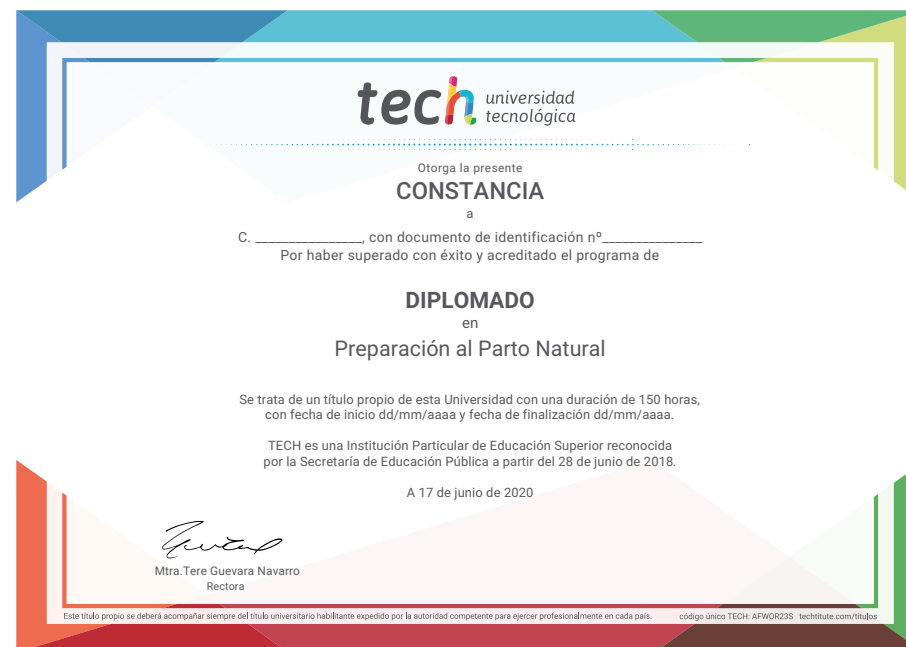 tech universidad
tecnológica
Otorga la presente
CONSTANCIA
a
C. ________________, con documento de identificación nº_______________
Por haber superado con éxito y acreditado el programa de
DIPLOMADO
en
Preparación al Parto Natural
Se trata de un título propio de esta Universidad con una duración de 150 horas,
con fecha de inicio dd/mm/aaaa y fecha de finalización dd/mm/aaaa.
TECH es una Institución Particular de Educación Superior reconocida
por la Secretaría de Educación Pública a partir del 28 de junio de 2018.
A 17 de junio de 2020
Mtra.Tere Guevara Navarro
Rectora
Este título propio se deberá acompañar siempre del título universitario habilitante expedido por la autoridad competente para ejercer profesionalmente en cada país. código único TECH: AFWOR23S techtitute.com/titulos